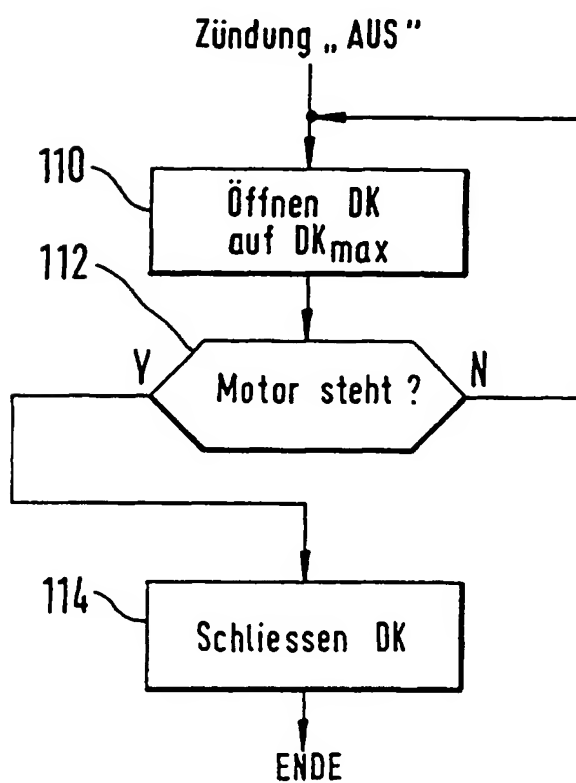 Zündung „AUS"
110
Öffnen DK
auf DKmax
112
Y
Motor steht ?
N
114
Schliessen DK
ENDE